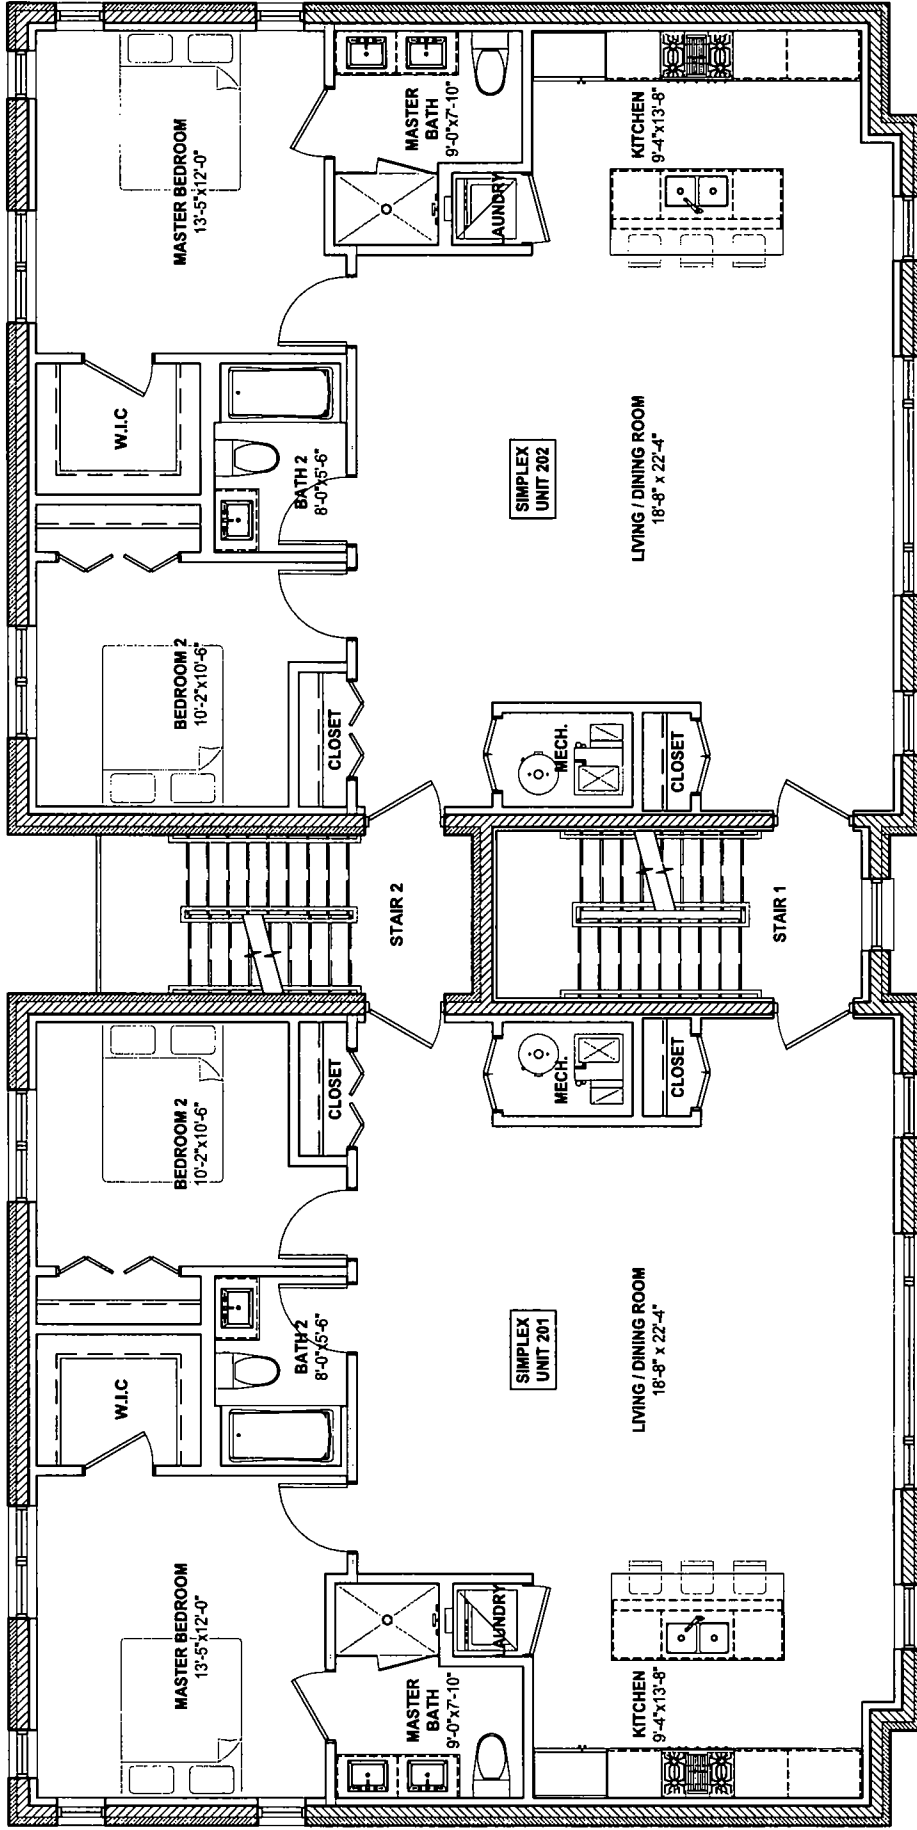 MASTER BEDROOM
13'-5"x12'-0"
MASTER
BATH
9'-0"x7'-10"
LAUNDRY
KITCHEN
9'-4"x13'-8"
W.I.C
BATH 2
8'-0"x5'-6"
SIMPLEX
UNIT 202
LIVING / DINING ROOM
18'-8" x 22'-4"
BEDROOM 2
10'-2"x10'-6"
CLOSET
MECH.
CLOSET
STAIR 2
STAIR 1
BEDROOM 2
10'-2"x10'-6"
CLOSET
MECH.
CLOSET
W.I.C
BATH 2
8'-0"x5'-6"
SIMPLEX
UNIT 201
LIVING / DINING ROOM
18'-8" x 22'-4"
MASTER BEDROOM
13'-5"x12'-0"
MASTER
BATH
9'-0"x7'-10"
LAUNDRY
KITCHEN
9'-4"x13'-8"